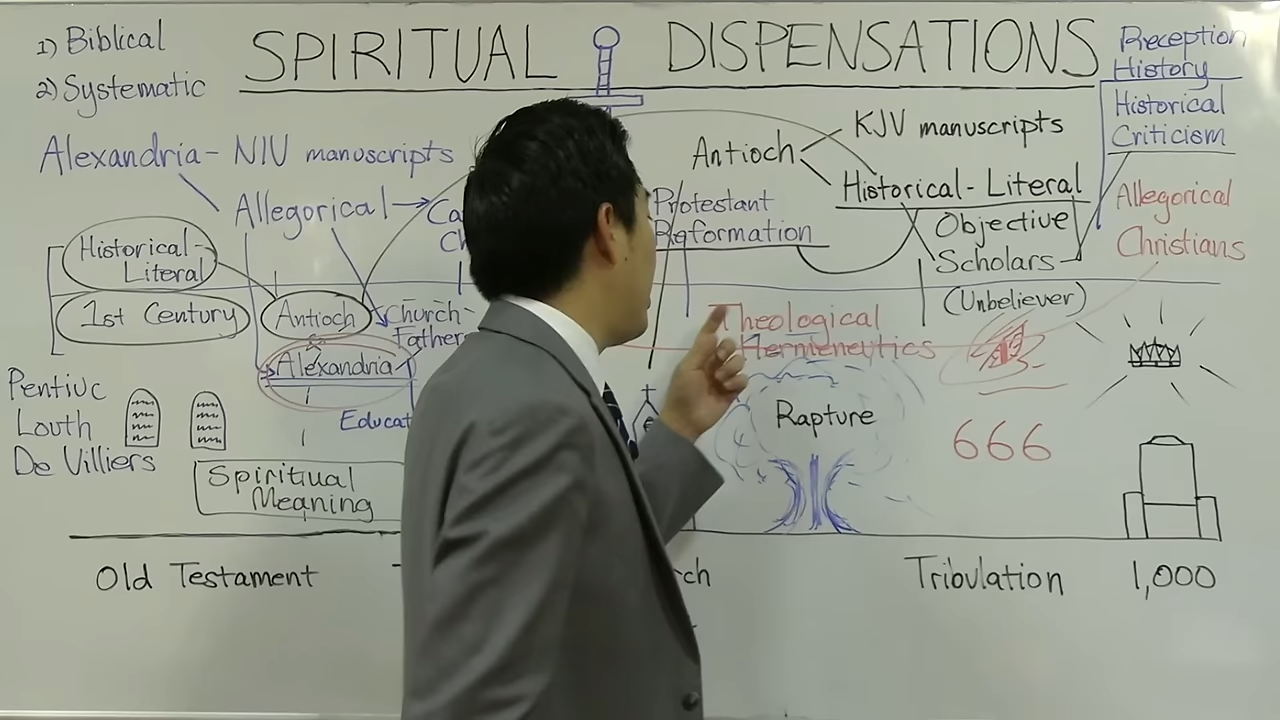 1) Biblical
2) Systematic
SPIRITUAL DISPENSATIONS
Reception
History
Historical
Criticism
Allegorical
Christians
Alexandria - NIV manuscripts
Allegorical
Antioch
KJV manuscripts
Historical - Literal
Objective
Scholars
(Unbeliever)
Protestant
Reformation
Historical -
Literal
1st Century
Antioch
Alexandria
Church
Fathers
Theological
Hermieneutics
Pentiuc
Louth
De Villiers
Spiritual
Meaning
Rapture
666
Old Testament
Tribulation
1,000